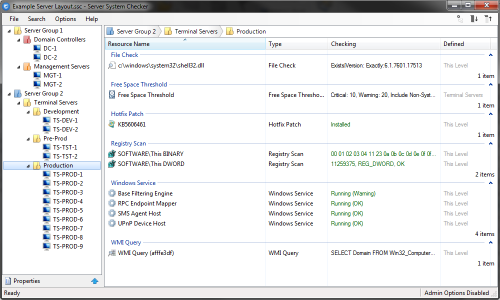 Example Server Layout.ssc - Server System Checker
File Search Options Help
Server Group 1
Domain Controllers
DC-1
DC-2
Management Servers
MGT-1
MGT-2
Server Group 2
Terminal Servers
Development
TS-DEV-1
TS-DEV-2
Pre-Prod
TS-TST-1
TS-TST-2
Production
TS-PROD-1
TS-PROD-2
TS-PROD-3
TS-PROD-4
TS-PROD-5
TS-PROD-6
TS-PROD-7
TS-PROD-8
TS-PROD-9
Properties
Server Group 2 Terminal Servers Production
Resource Name Type Checking Defined
File Check
c:\windows\system32\shell32.dll File Check ExistsVersion: Exactly: 6.1.7601.17513 This Level
1 item
Free Space Threshold
Free Space Threshold Free Space Thresho... Critical: 10, Warning: 20, Include Non-Syst... Terminal Servers
1 item
Hotfix Patch
KB5606461 Hotfix Patch Installed This Level
1 item
Registry Scan
SOFTWARE\This BINARY Registry Scan 00 01 02 03 04 11 23 0a 0b 0c 0d 0e 0f 0f... This Level
SOFTWARE\This DWORD Registry Scan 11259375, REG_DWORD, OK This Level
2 items
Windows Service
Base Filtering Engine Windows Service Running (Warning) This Level
RPC Endpoint Mapper Windows Service Running (OK) This Level
SMS Agent Host Windows Service Running (OK) This Level
UPnP Device Host Windows Service Running (OK) This Level
4 items
WMI Query
WMI Query (afffe3df) WMI Query SELECT Domain FROM Win32_Computer... This Level
1 item
Ready Admin Options Disabled